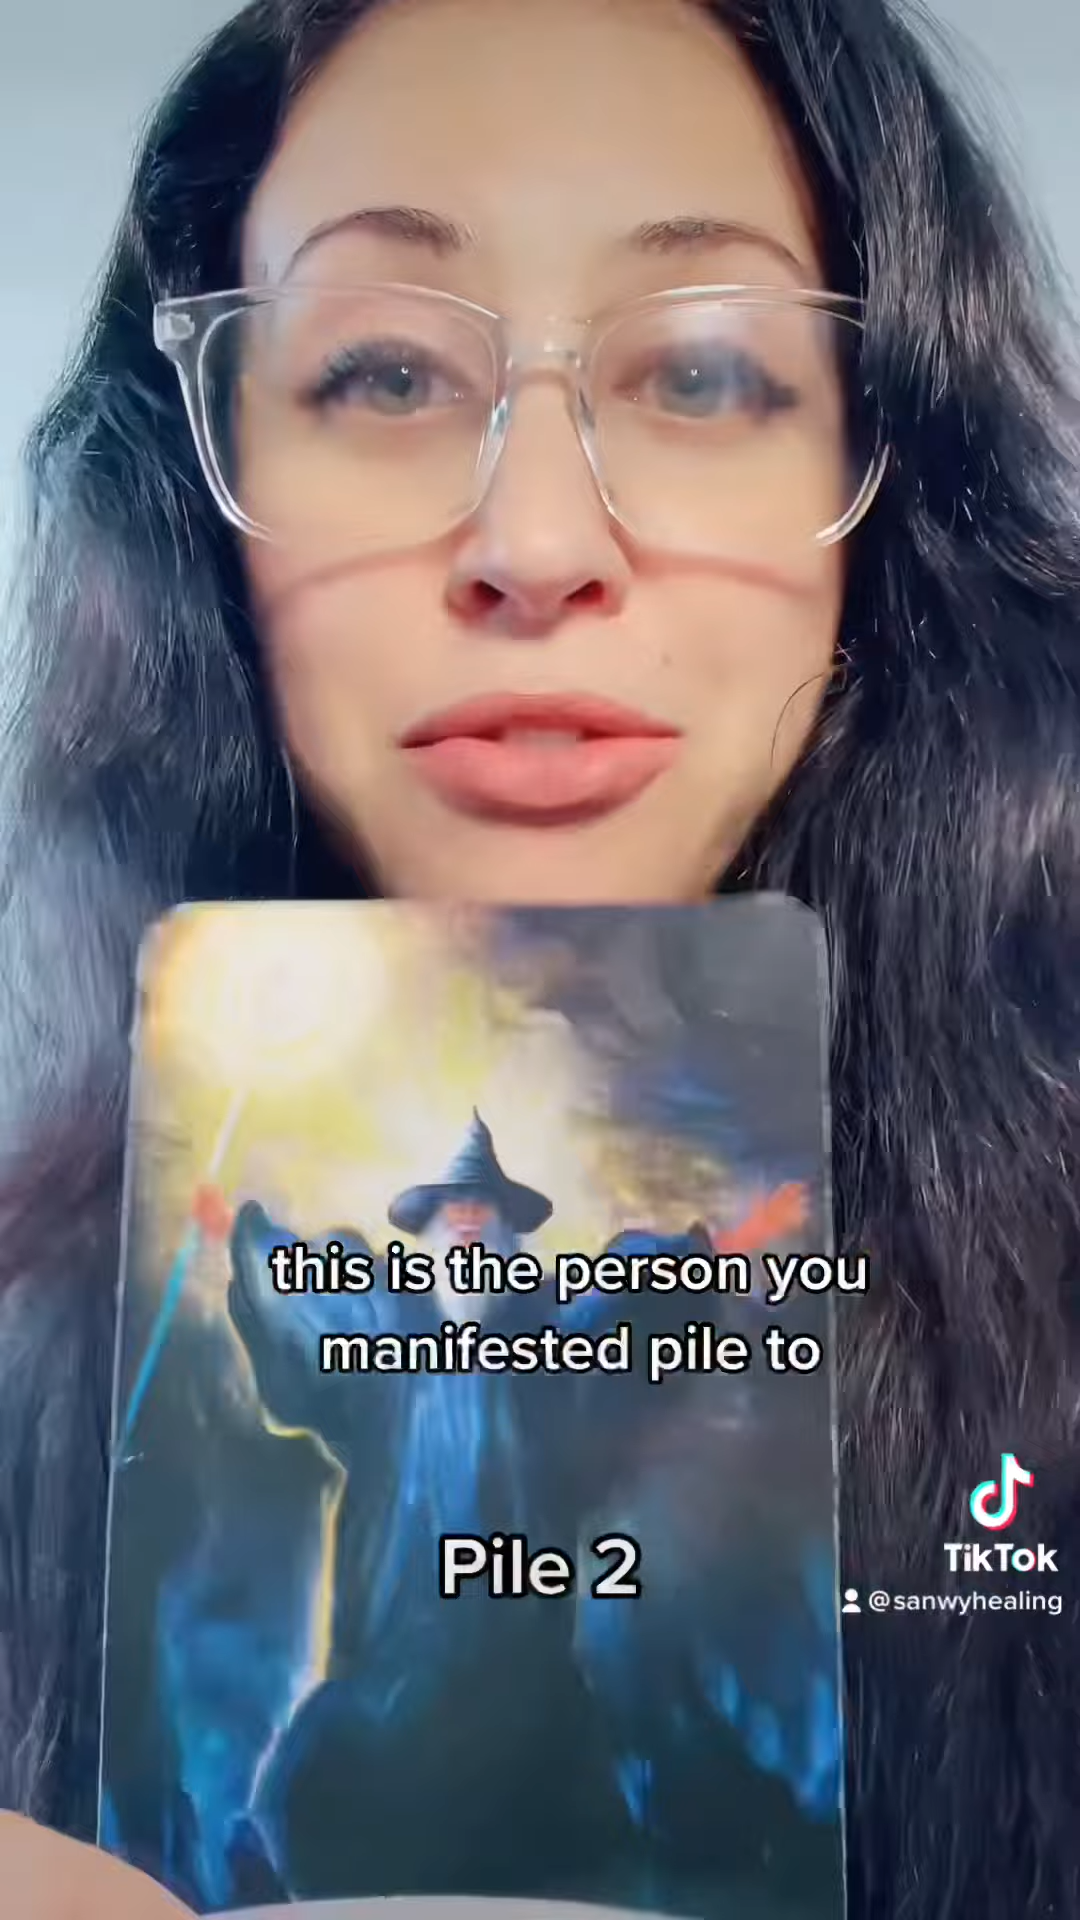 this is the person you
manifested pile to
Pile 2
TikTok
@sanwyhealing